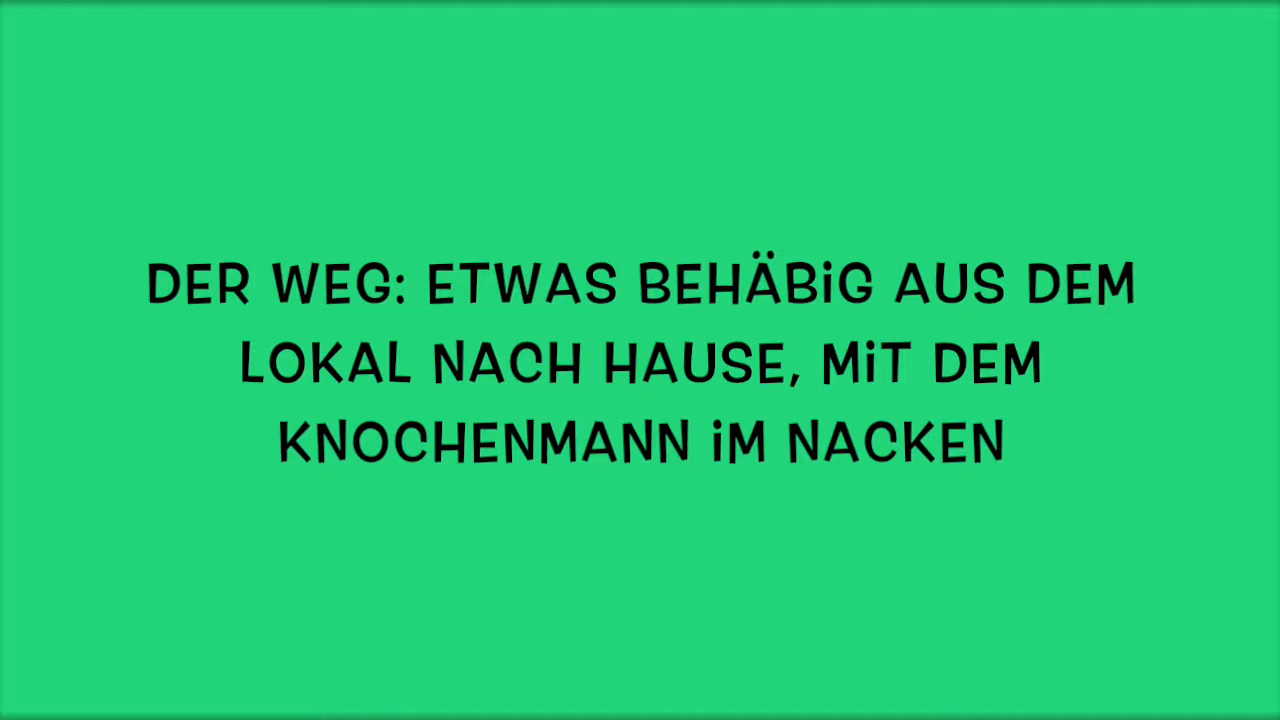 DER WEG: ETWAS BEHÄBiG AUS DEM
LOKAL NACH HAUSE, MiT DEM
KNOCHENMANN iM NACKEN